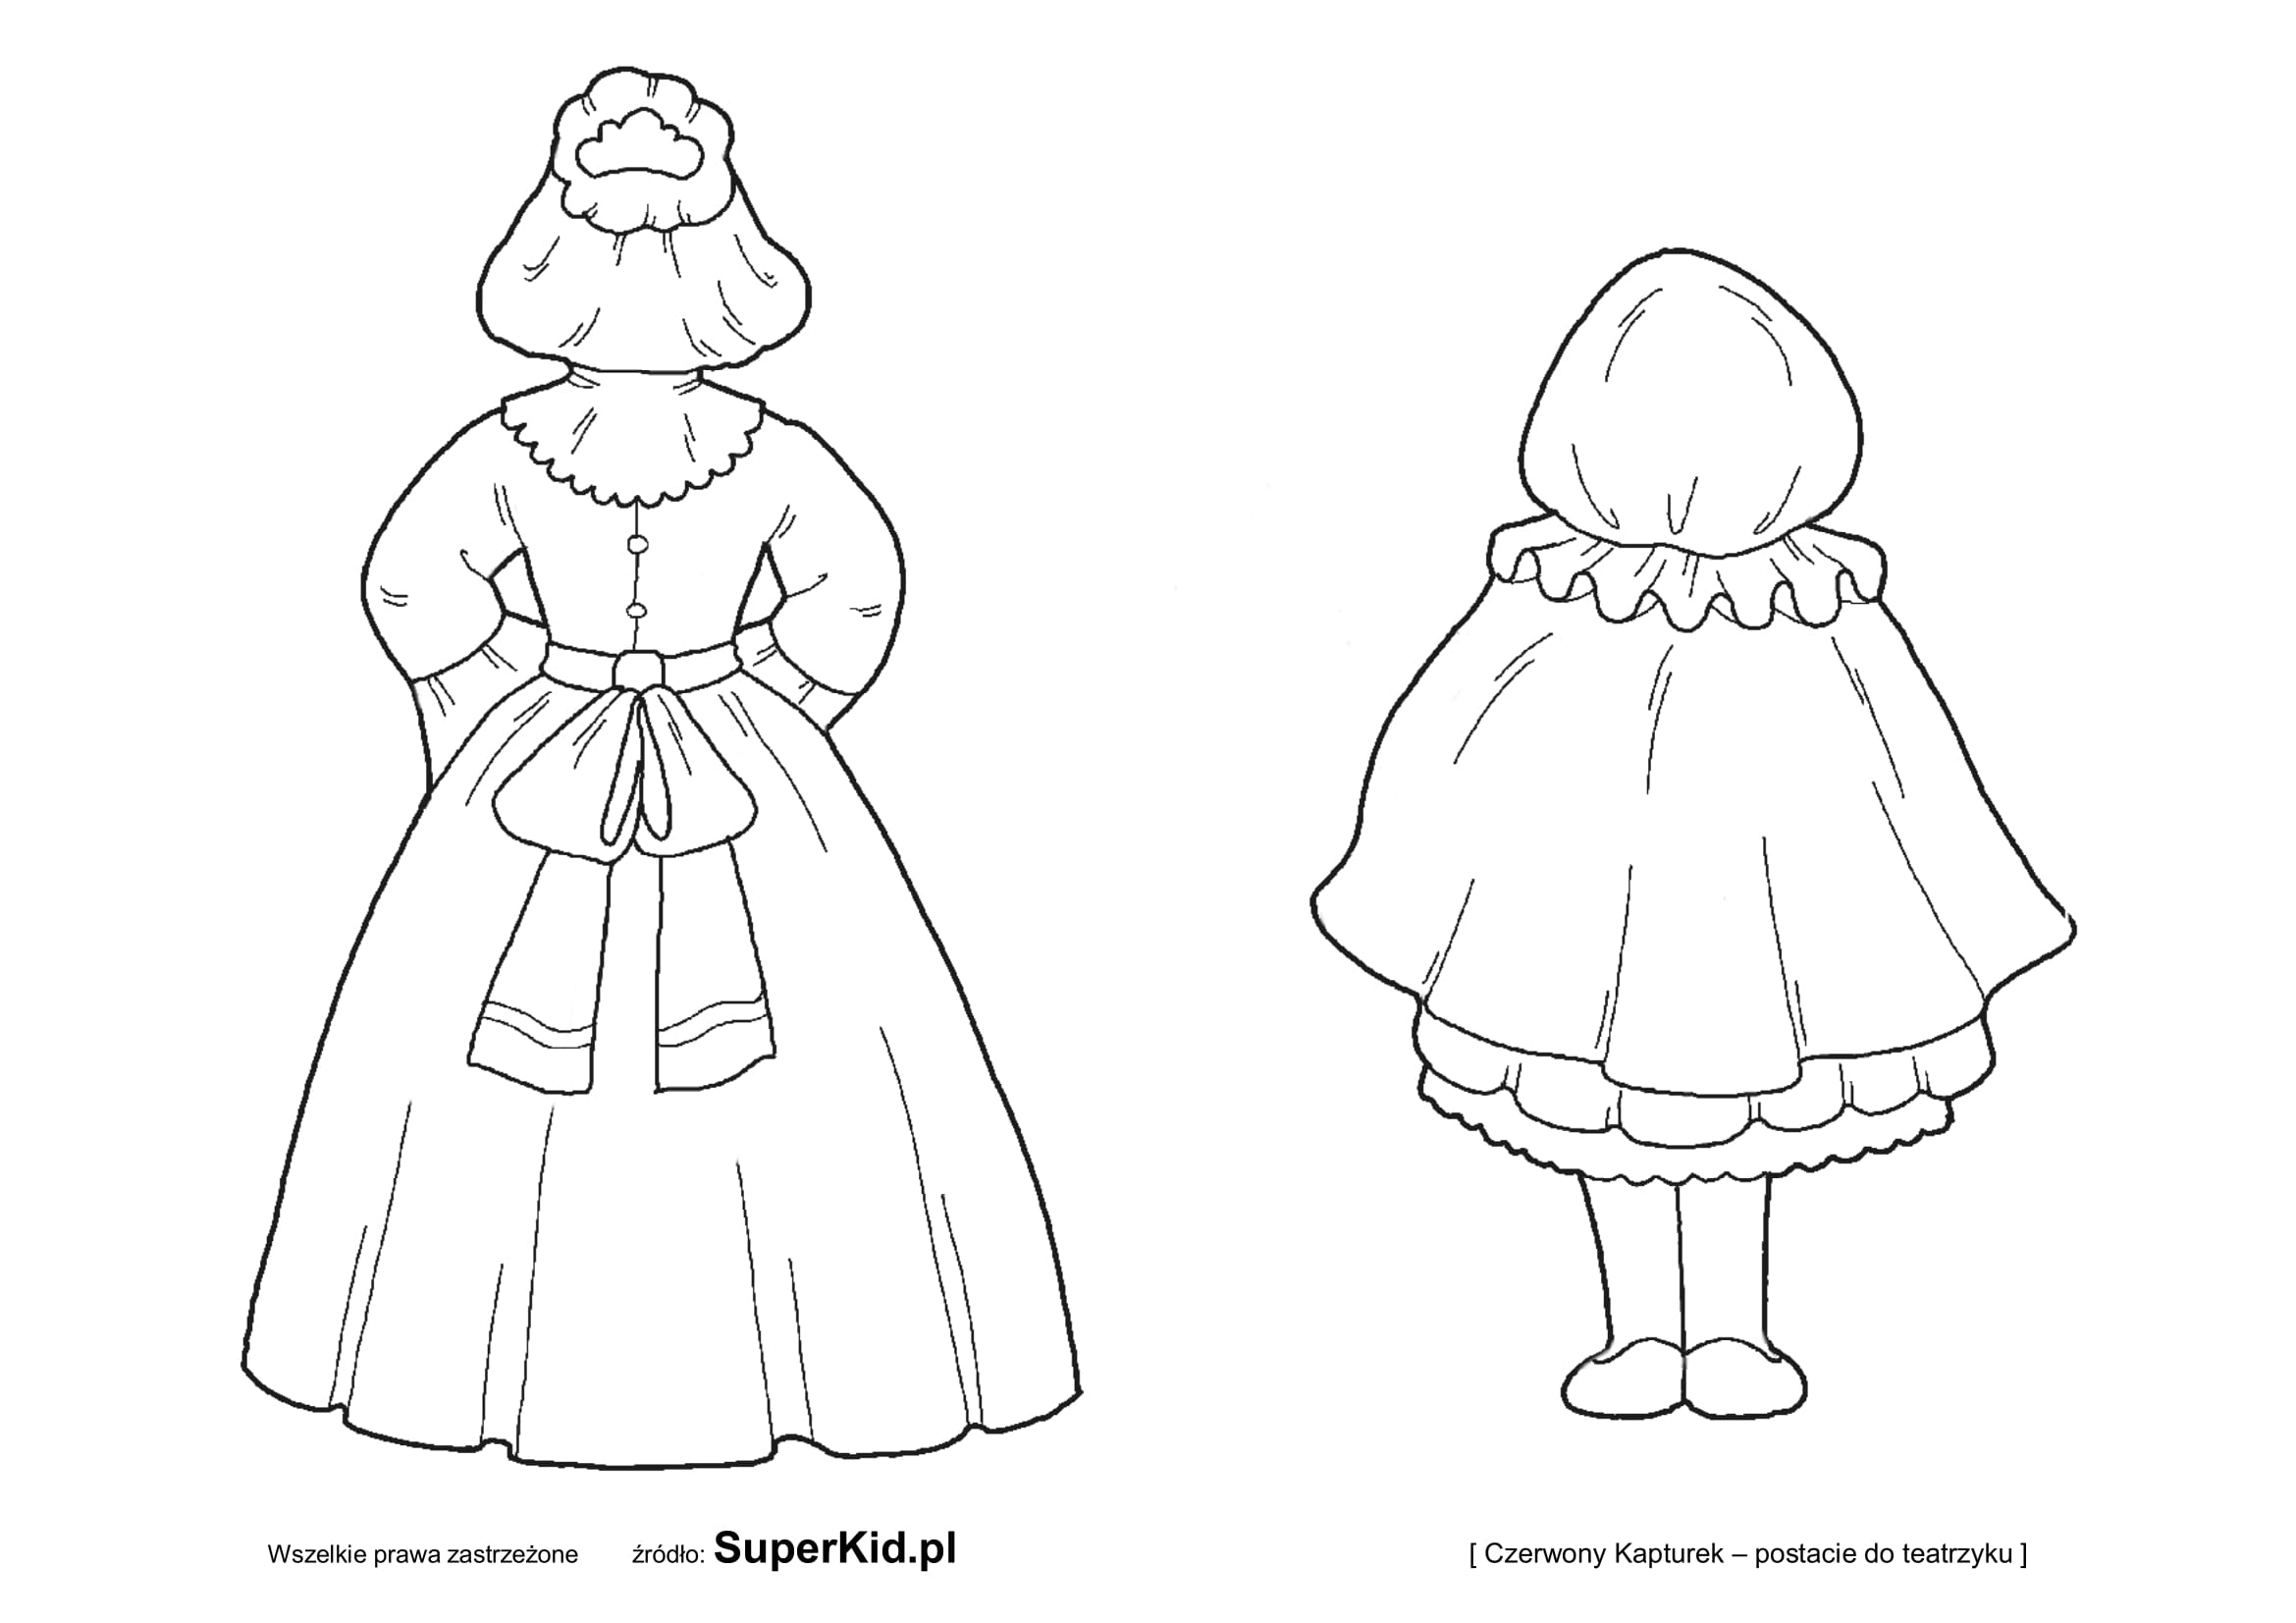 Wszelkie prawa zastrzeżone źródło: SuperKid.pl [ Czerwony Kapturek – postacie do teatrzyku ]